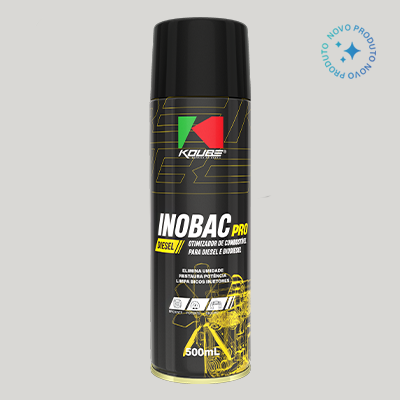 NOVO PRODUTO NOVO PRODUTO
KOUBE®
INOBAC PRO
DIESEL
OTIMIZADOR DE COMBUSTÍVEL
PARA DIESEL E BIODIESEL
ELIMINA UMIDADE
RESTAURA POTÊNCIA
LIMPA BICOS INJETORES
500mL